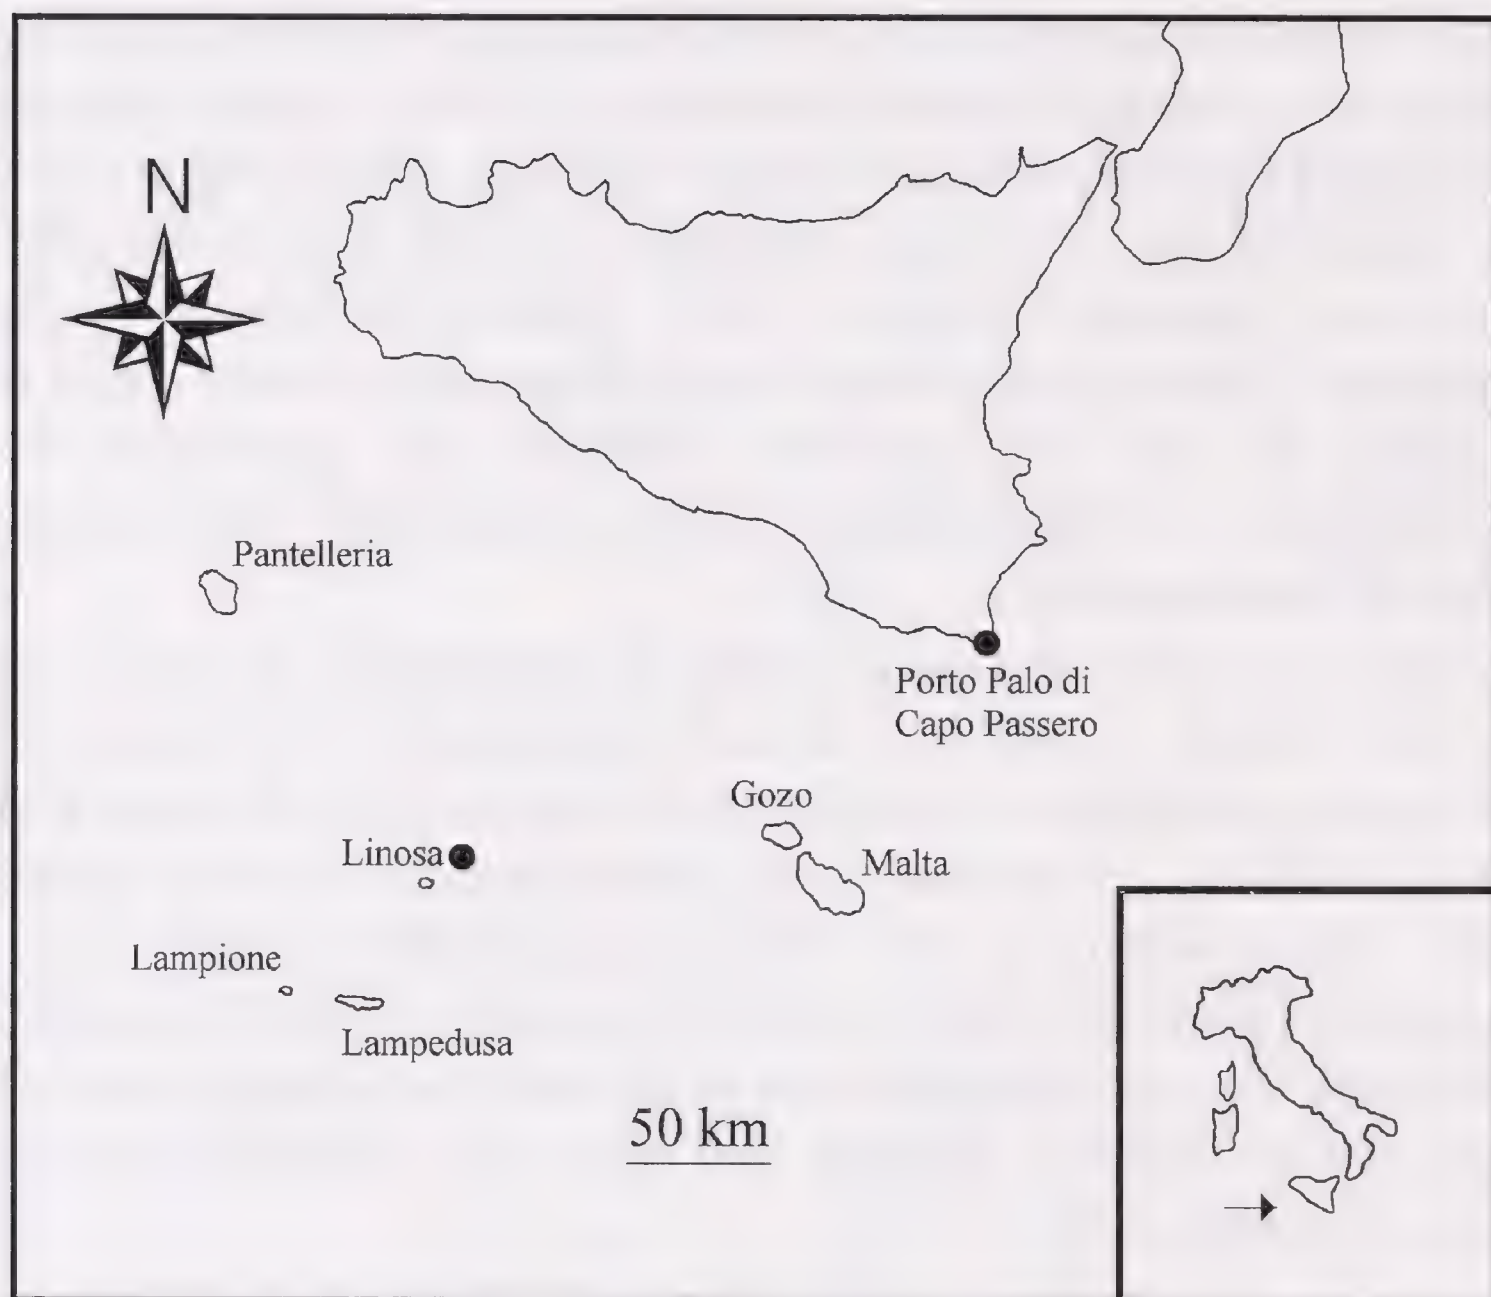 N
Pantelleria
Porto Palo di
Capo Passero
Gozo
Linosa
Malta
Lampione
Lampedusa
50 km